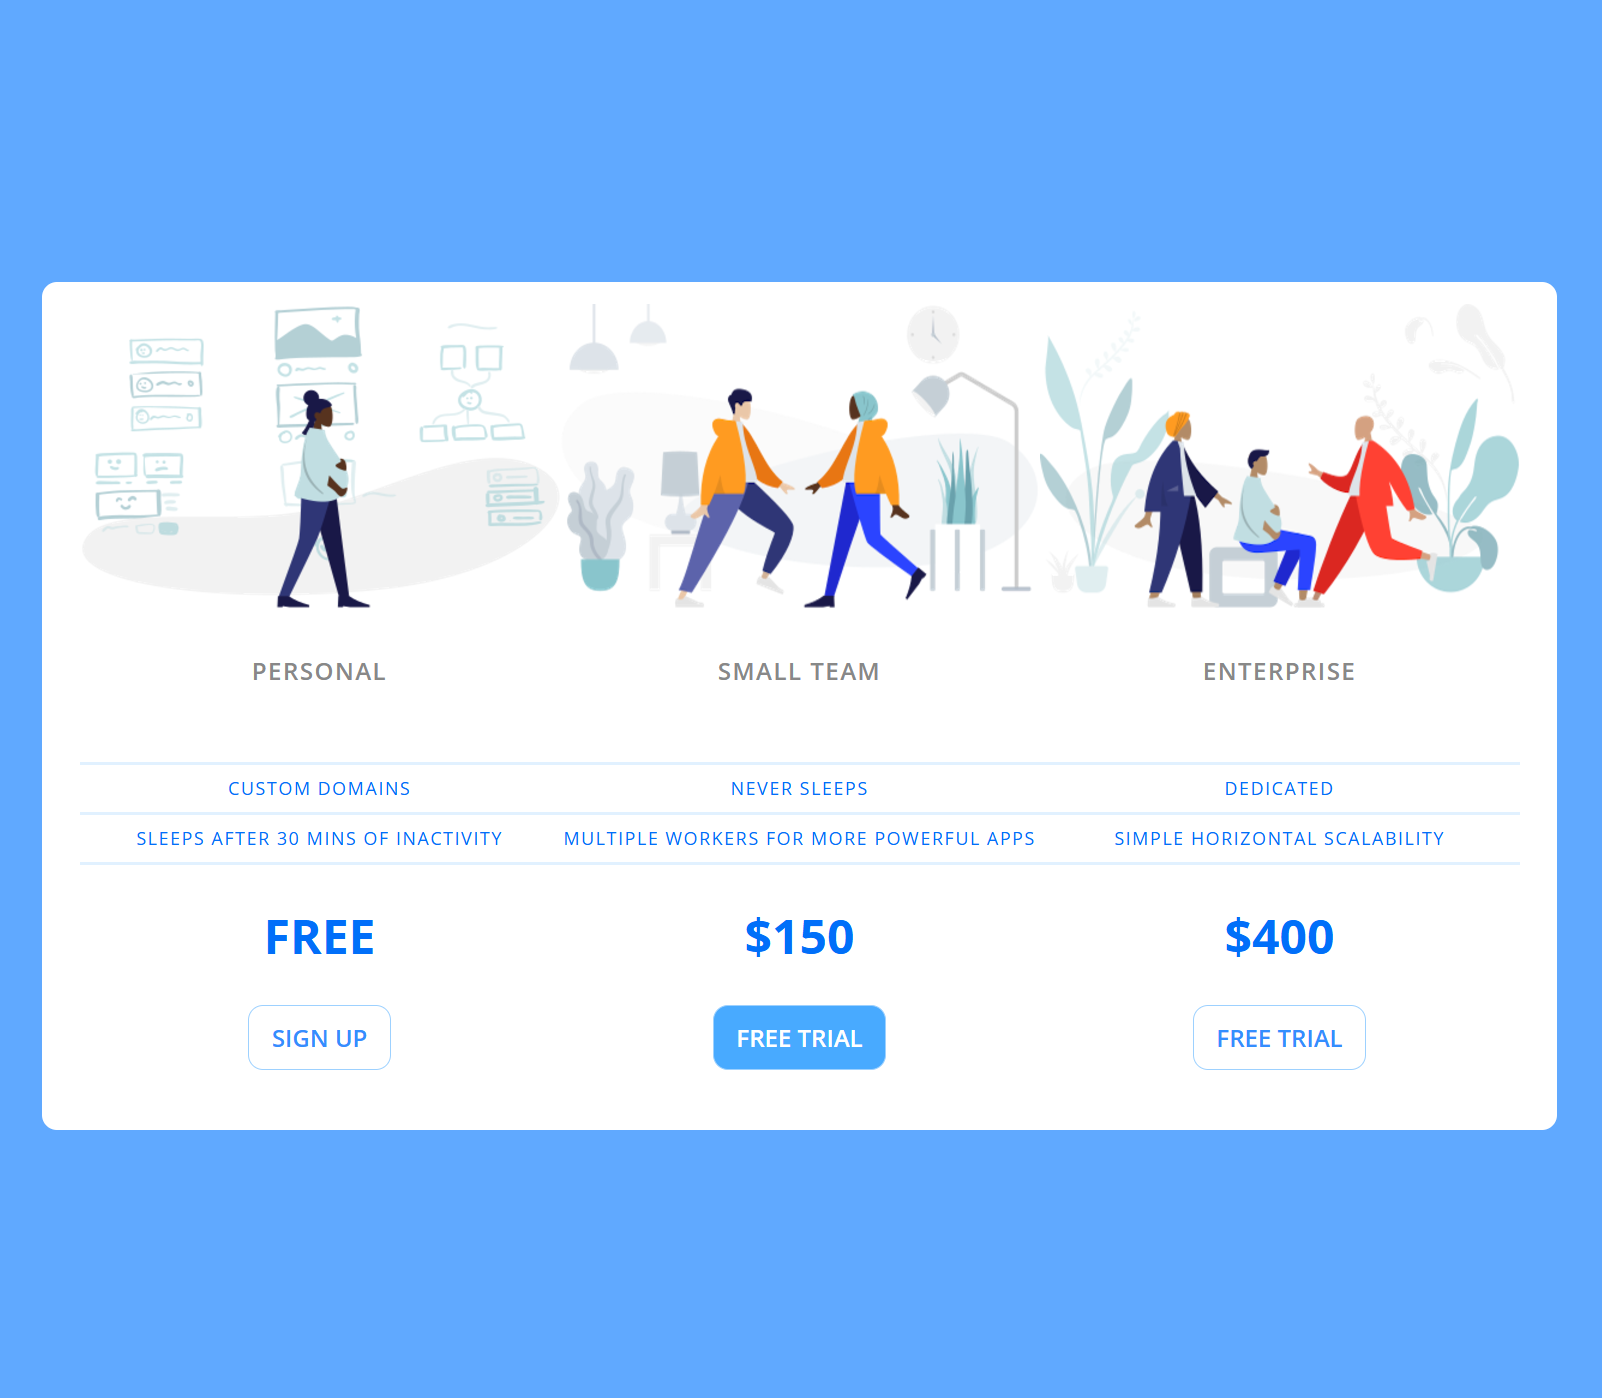 PERSONAL
SMALL TEAM
ENTERPRISE
CUSTOM DOMAINS
NEVER SLEEPS
DEDICATED
SLEEPS AFTER 30 MINS OF INACTIVITY
MULTIPLE WORKERS FOR MORE POWERFUL APPS
SIMPLE HORIZONTAL SCALABILITY
FREE
$150
$400
SIGN UP
FREE TRIAL
FREE TRIAL